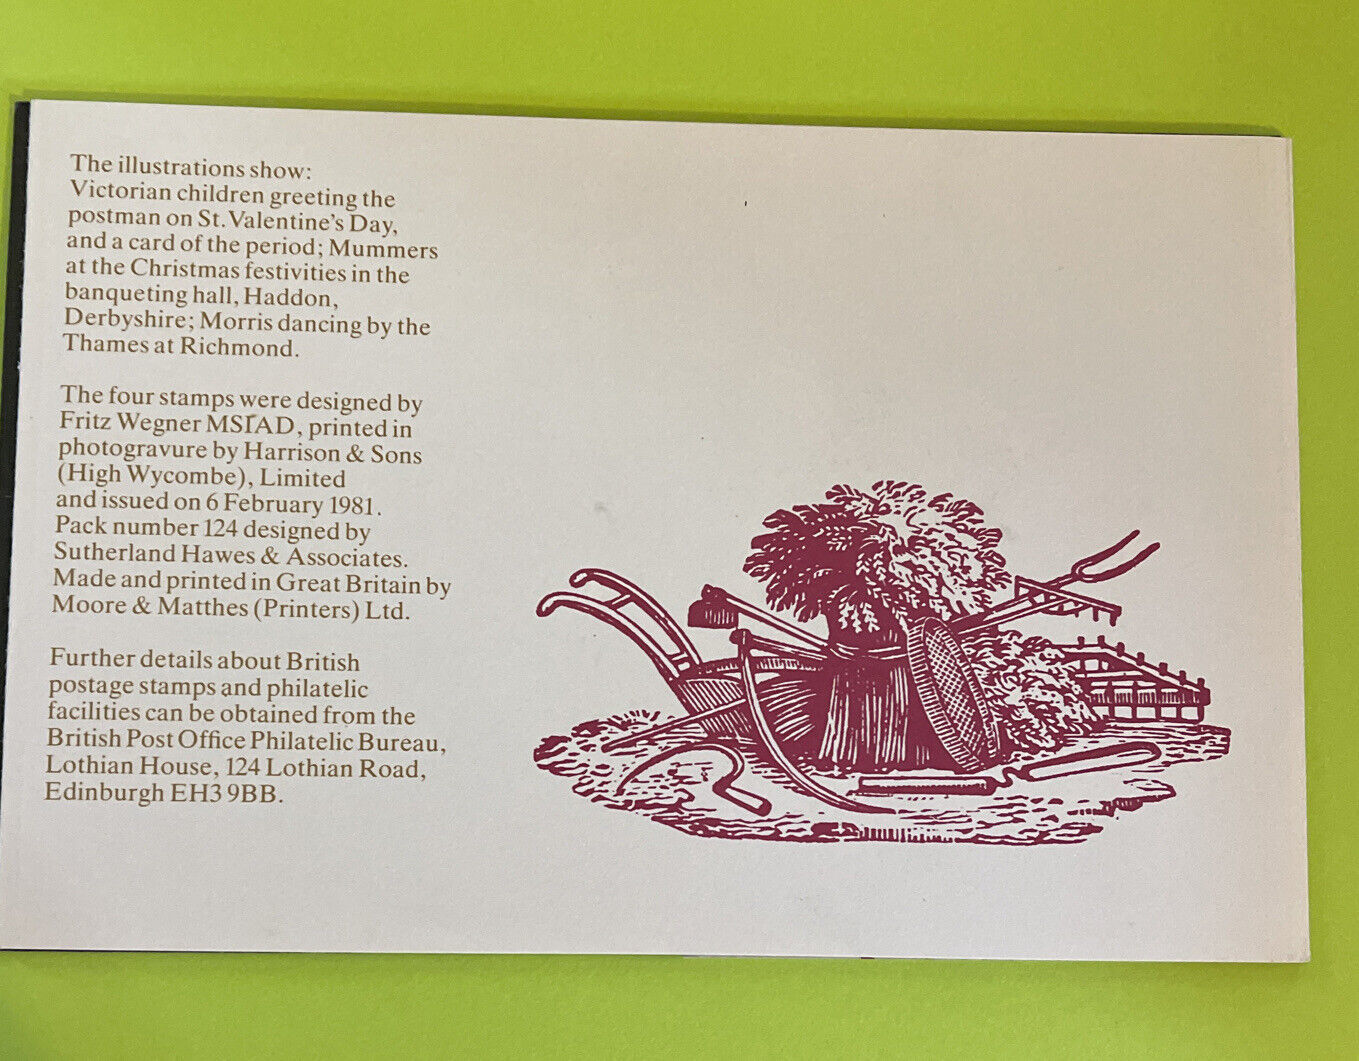 The illustrations show:
Victorian children greeting the
postman on St. Valentine's Day,
and a card of the period; Mummers
at the Christmas festivities in the
banqueting hall, Haddon,
Derbyshire; Morris dancing by the
Thames at Richmond.
The four stamps were designed by
Fritz Wegner MSIAD, printed in
photogravure by Harrison & Sons
(High Wycombe), Limited
and issued on 6 February 1981.
Pack number 124 designed by
Sutherland Hawes & Associates.
Made and printed in Great Britain by
Moore & Matthes (Printers) Ltd.
Further details about British
postage stamps and philatelic
facilities can be obtained from the
British Post Office Philatelic Bureau,
Lothian House, 124 Lothian Road,
Edinburgh EH3 9BB.